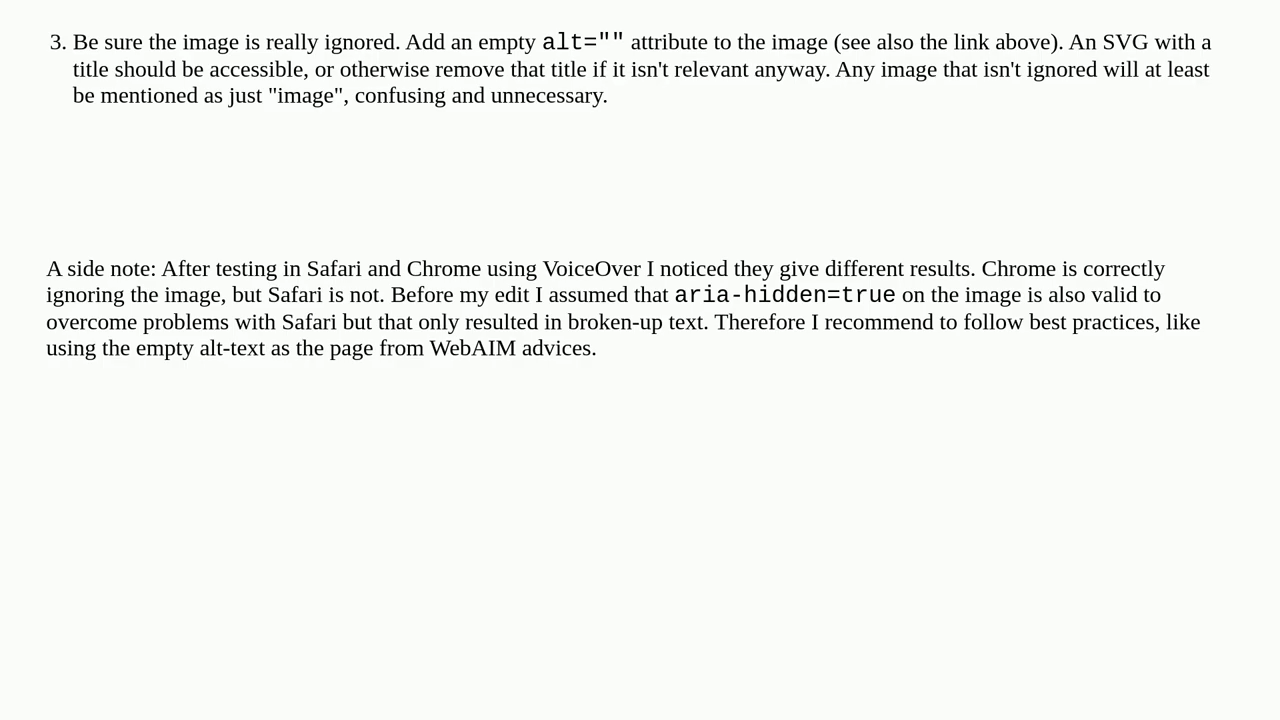 3. Be sure the image is really ignored. Add an empty alt="" attribute to the image (see also the link above). An SVG with a
title should be accessible, or otherwise remove that title if it isn't relevant anyway. Any image that isn't ignored will at least
be mentioned as just "image", confusing and unnecessary.
A side note: After testing in Safari and Chrome using VoiceOver I noticed they give different results. Chrome is correctly
ignoring the image, but Safari is not. Before my edit I assumed that aria-hidden=true on the image is also valid to
overcome problems with Safari but that only resulted in broken-up text. Therefore I recommend to follow best practices, like
using the empty alt-text as the page from WebAIM advices.